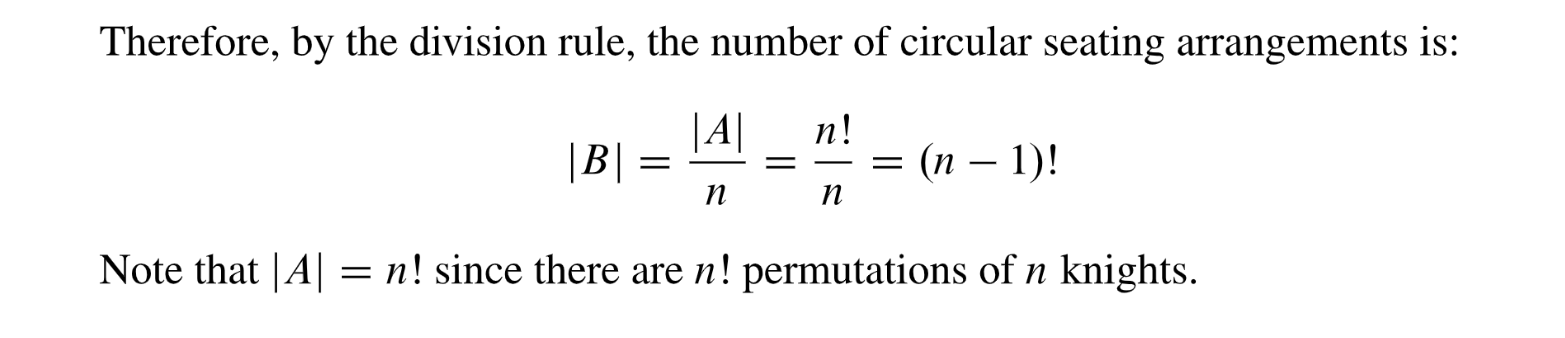 Therefore, by the division rule, the number of circular seating arrangements is:
|B| = |A|/n = n!/n = (n − 1)!
Note that |A| = n! since there are n! permutations of n knights.